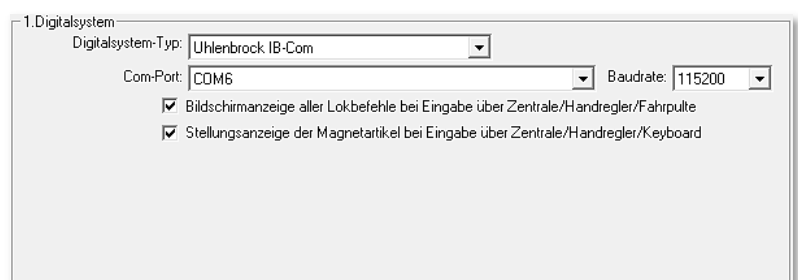 1.Digitalsystem
Digitalsystem-Typ: Uhlenbrock IB-Com
Com-Port: COM6 Baudrate: 115200
Bildschirmanzeige aller Lokbefehle bei Eingabe über Zentrale/Handregler/Fahrpulte
Stellungsanzeige der Magnetartikel bei Eingabe über Zentrale/Handregler/Keyboard